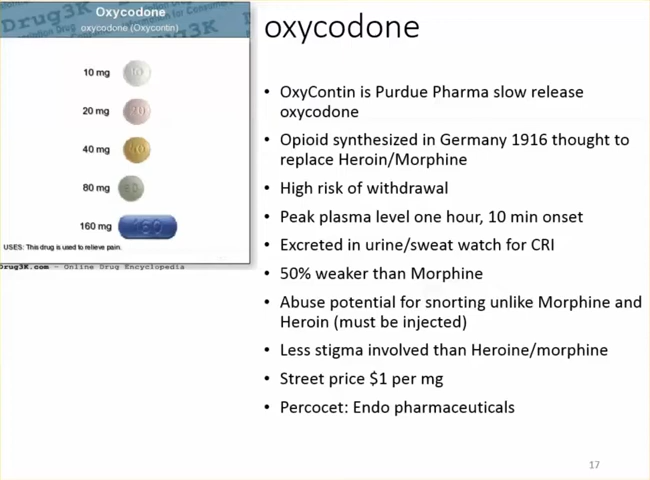 Oxycodone
oxycodone (Oxycontin)
10 mg
20 mg
20
40 mg
40
80 mg
80
160 mg
160
USES: This drug is used to relieve pain.
Drug3K.com - Online Drug Encyclopedia
oxycodone
• OxyContin is Purdue Pharma slow release
oxycodone
• Opioid synthesized in Germany 1916 thought to
replace Heroin/Morphine
• High risk of withdrawal
• Peak plasma level one hour, 10 min onset
• Excreted in urine/sweat watch for CRI
• 50% weaker than Morphine
• Abuse potential for snorting unlike Morphine and
Heroin (must be injected)
• Less stigma involved than Heroine/morphine
• Street price $1 per mg
• Percocet: Endo pharmaceuticals
17